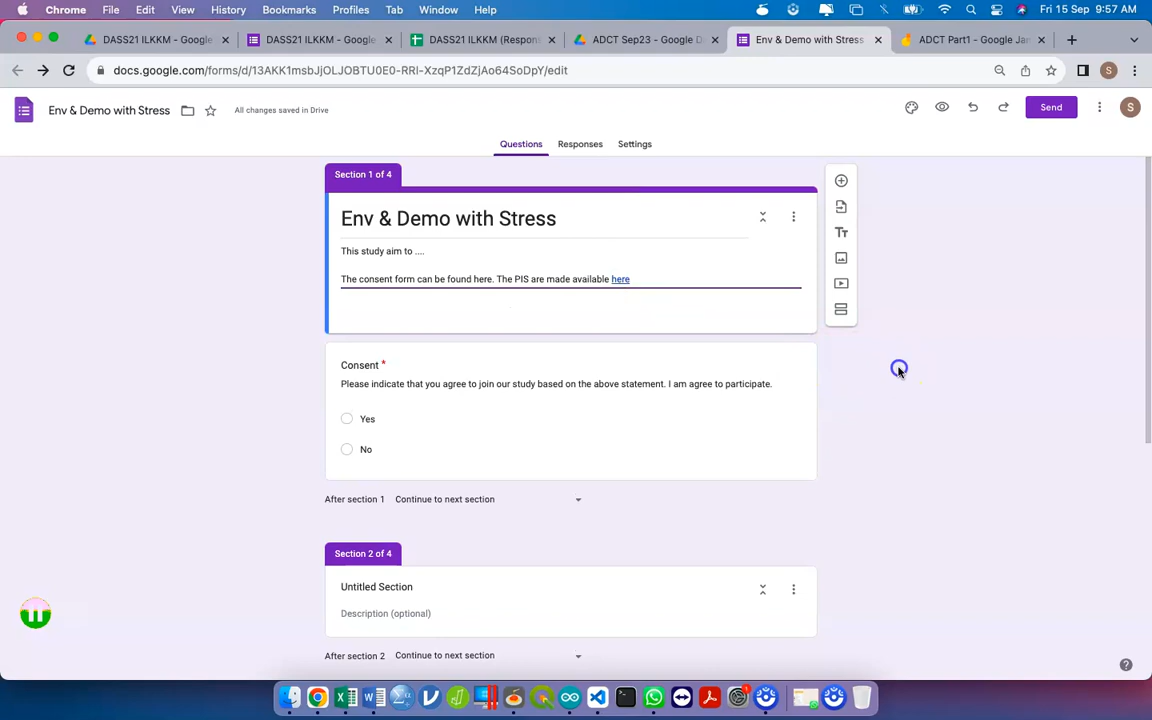 Chrome File Edit View History Bookmarks Profiles Tab Window Help Fri 15 Sep 9:57 AM
DASS21 ILKKM - Google DASS21 ILKKM - Google DASS21 ILKKM (Respon ADCT Sep23 - Google D Env & Demo with Stress ADCT Part1 - Google Ja
docs.google.com/forms/d/13AKK1msbJjOLJOBTU0E0-RRI-XzqP1ZdZjAo64SoDpY/edit S
Env & Demo with Stress All changes saved in Drive Send S
Questions Responses Settings
Section 1 of 4
Env & Demo with Stress
This study aim to ....
The consent form can be found here. The PIS are made available here
Consent *
Please indicate that you agree to join our study based on the above statement. I am agree to participate.
Yes
No
After section 1 Continue to next section
Section 2 of 4
Untitled Section
Description (optional)
After section 2 Continue to next section